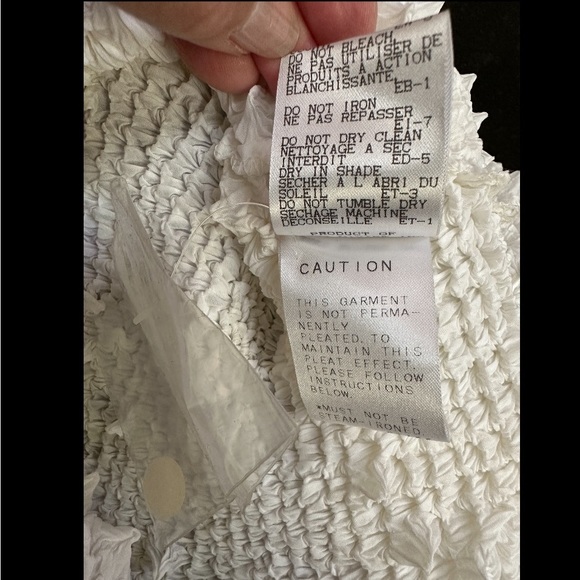 DO NOT BLEACH
NE PAS UTILISER DE
PRODUITS A ACTION
BLANCHISSANTE
EB-1
DO NOT IRON
NE PAS REPASSER
EI-7
DO NOT DRY CLEAN
NETTOYAGE A SEC
INTERDIT ED-5
DRY IN SHADE
SECHER A L'ABRI DU
SOLEIL ET-3
DO NOT TUMBLE DRY
SECHAGE MACHINE
DECONSEILLE ET-1
PRODUCT OF
CAUTION
THIS GARMENT
IS NOT PERMA-
NENTLY
PLEATED. TO
MAINTAIN THIS
PLEAT EFFECT,
PLEASE FOLLOW
INSTRUCTIONS
BELOW.
*MUST NOT BE
STEAM-IRONED